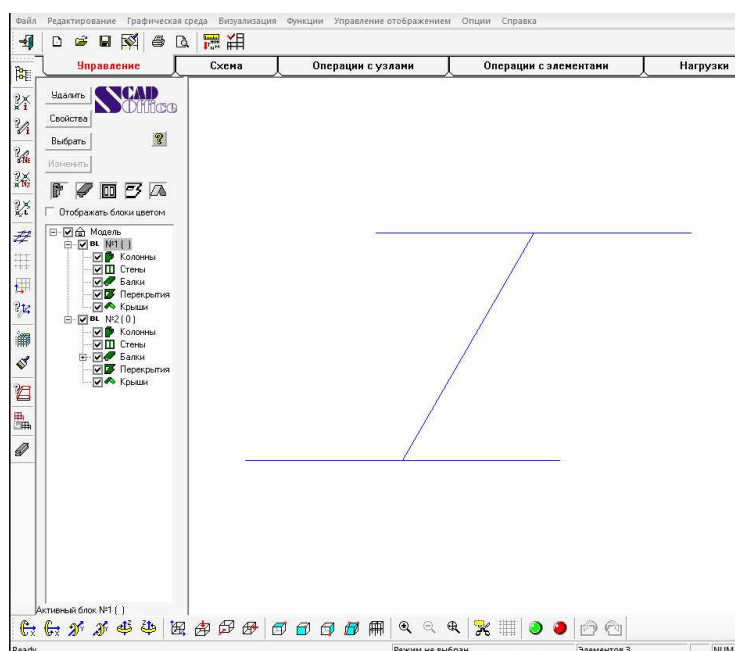 Файл Редактирование Графическая среда Визуализация Функции Управление отображением Опции Справка
Управление Схема Операции с узлами Операции с элементами Нагрузки
Удалить
SCAD Office
Свойства
Выбрать
Изменить
Отображать блоки цветом
Модель
BL №1 ( )
Колонны
Стены
Балки
Перекрытия
Крыши
BL №2 ( 0 )
Колонны
Стены
Балки
Перекрытия
Крыши
Активный блок №1 ( )
Ready Режим не выбран Элементов 3 NUM